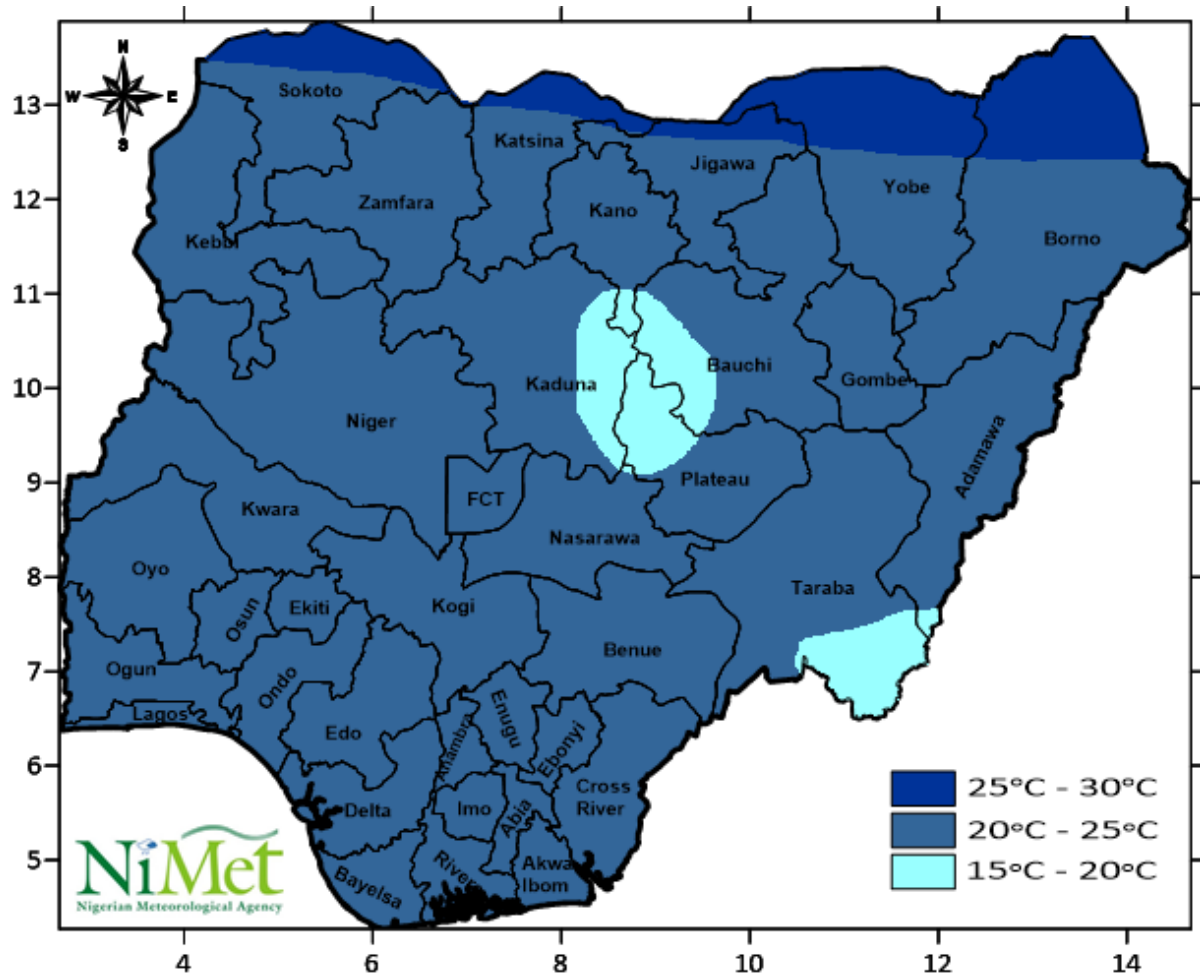 N
W
E
S
13
12
11
10
9
8
7
6
5
Sokoto
Katsina
Jigawa
Zamfara
Kano
Yobe
Kebbi
Borno
Kaduna
Bauchi
Gombe
Niger
Adamawa
FCT
Plateau
Kwara
Nasarawa
Oyo
Taraba
Osun
Ekiti
Kogi
Benue
Ogun
Ondo
Lagos
Edo
Anambra
Enugu
Ebonyi
Cross
River
Delta
Imo
Abia
Bayelsa
River
Akwa
Ibom
25°C - 30°C
20°C - 25°C
15°C - 20°C
NiMet
Nigerian Meteorological Agency
4
6
8
10
12
14